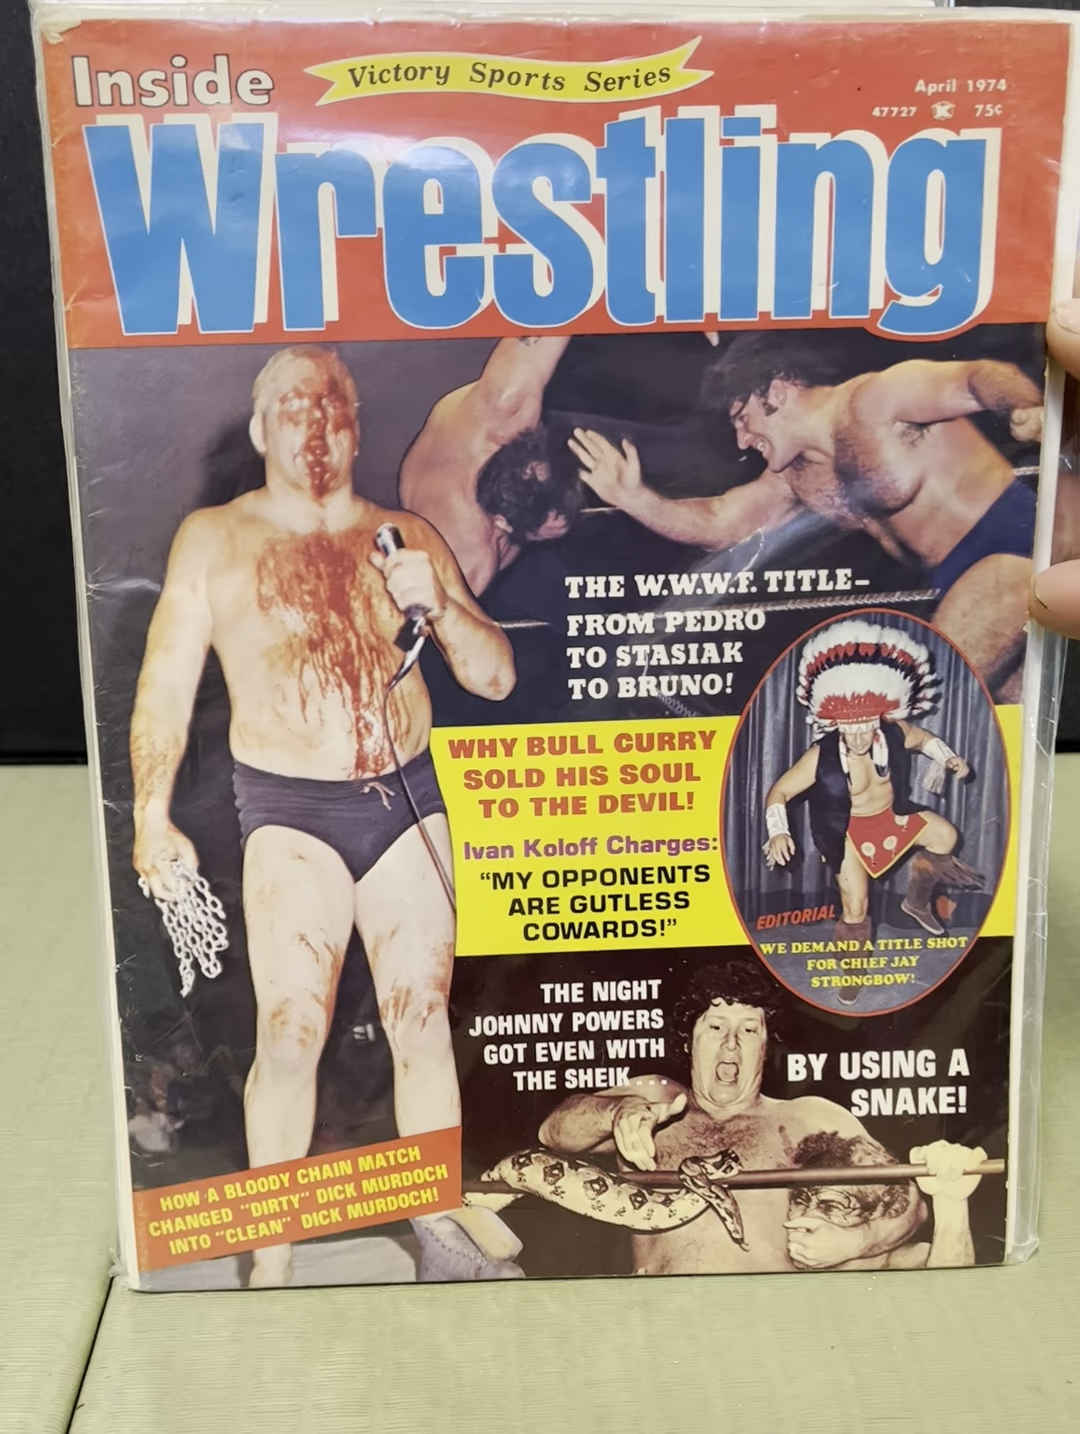 Inside
Victory Sports Series
April 1974
47727 K 75¢
Wrestling
THE W.W.W.F. TITLE–
FROM PEDRO
TO STASIAK
TO BRUNO!
WHY BULL CURRY
SOLD HIS SOUL
TO THE DEVIL!
Ivan Koloff Charges:
“MY OPPONENTS
ARE GUTLESS
COWARDS!”
EDITORIAL
WE DEMAND A TITLE SHOT
FOR CHIEF JAY
STRONGBOW!
THE NIGHT
JOHNNY POWERS
GOT EVEN WITH
THE SHEIK...
BY USING A
SNAKE!
HOW A BLOODY CHAIN MATCH
CHANGED “DIRTY” DICK MURDOCH
INTO “CLEAN” DICK MURDOCH!